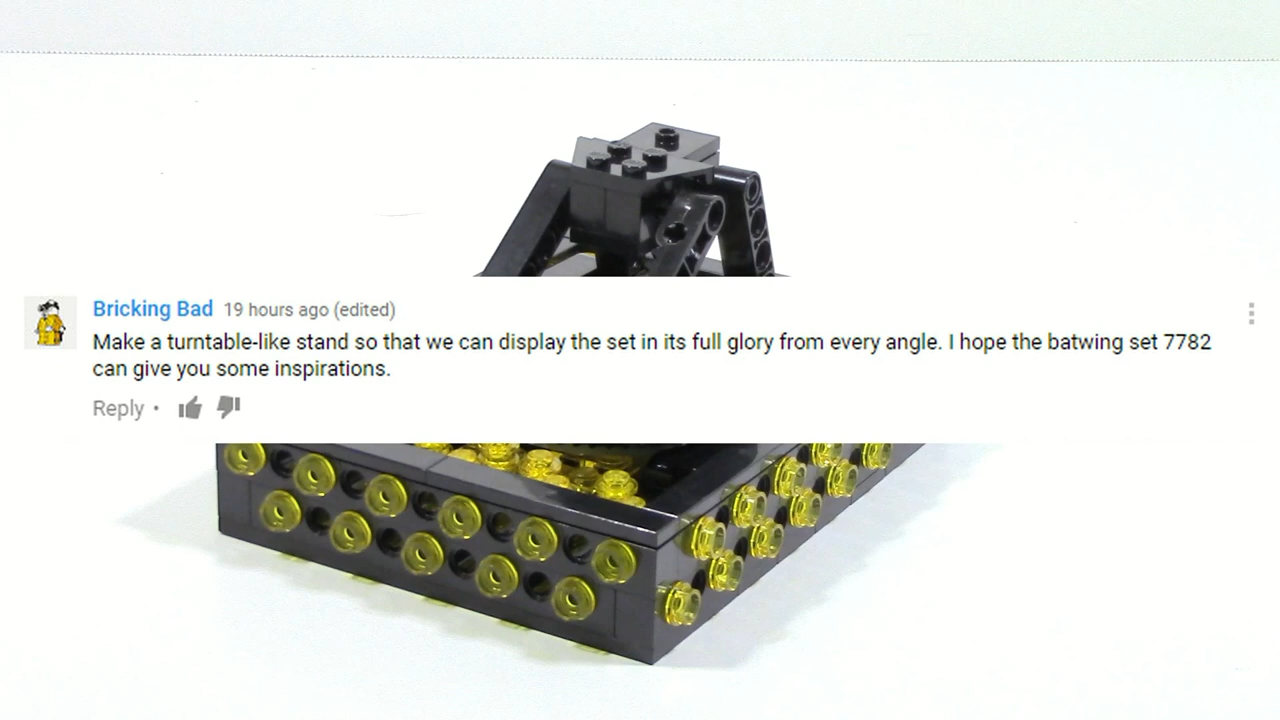 Bricking Bad 19 hours ago (edited)
Make a turntable-like stand so that we can display the set in its full glory from every angle. I hope the batwing set 7782
can give you some inspirations.
Reply •